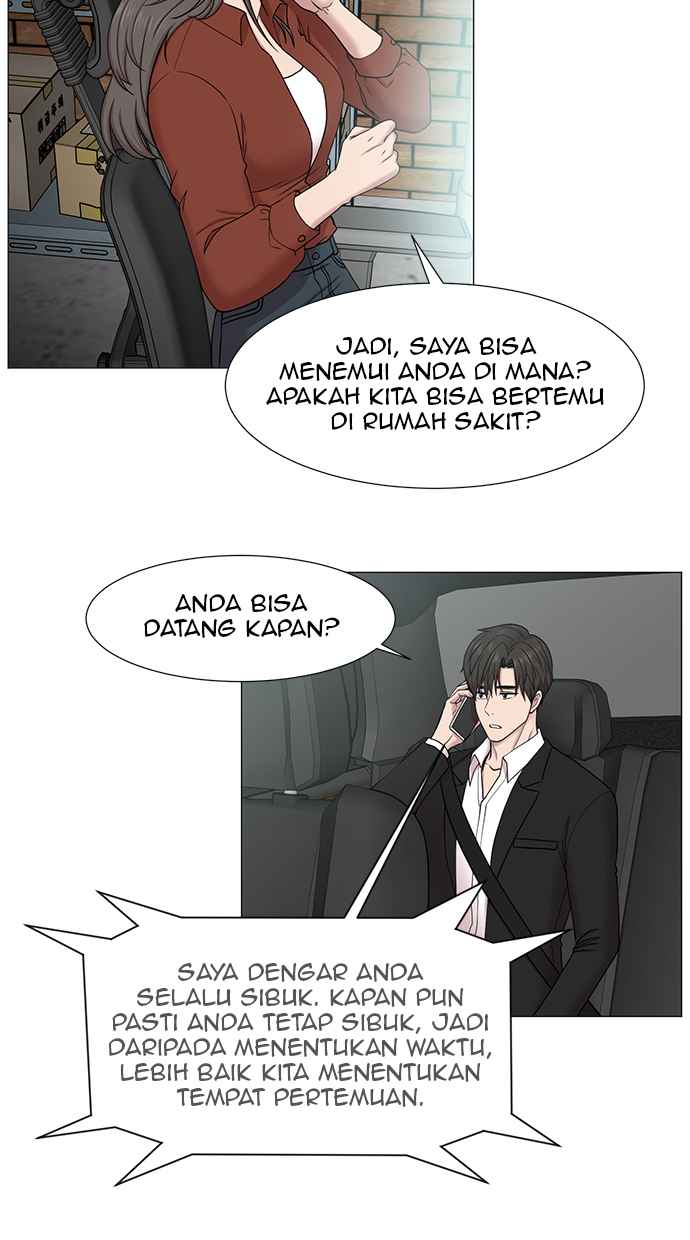 JADI, SAYA BISA
MENEMUI ANDA DI MANA?
APAKAH KITA BISA BERTEMU
DI RUMAH SAKIT?
ANDA BISA
DATANG KAPAN?
SAYA DENGAR ANDA
SELALU SIBUK. KAPAN PUN
PASTI ANDA TETAP SIBUK, JADI
DARIPADA MENENTUKAN WAKTU,
LEBIH BAIK KITA MENENTUKAN
TEMPAT PERTEMUAN.